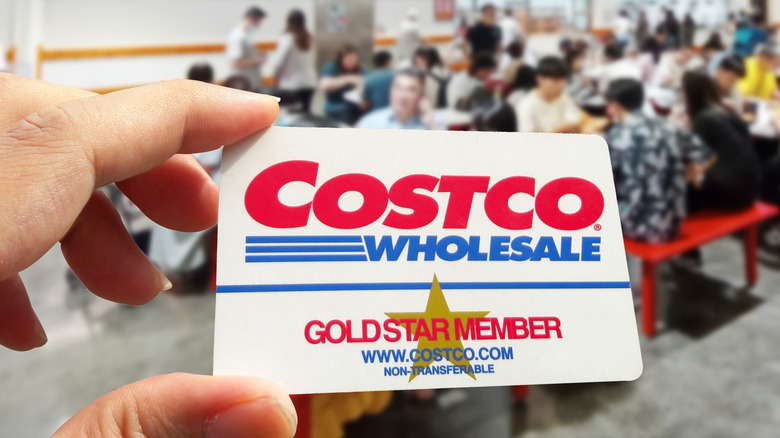 COSTCO®
WHOLESALE
GOLD STAR MEMBER
WWW.COSTCO.COM
NON-TRANSFERABLE